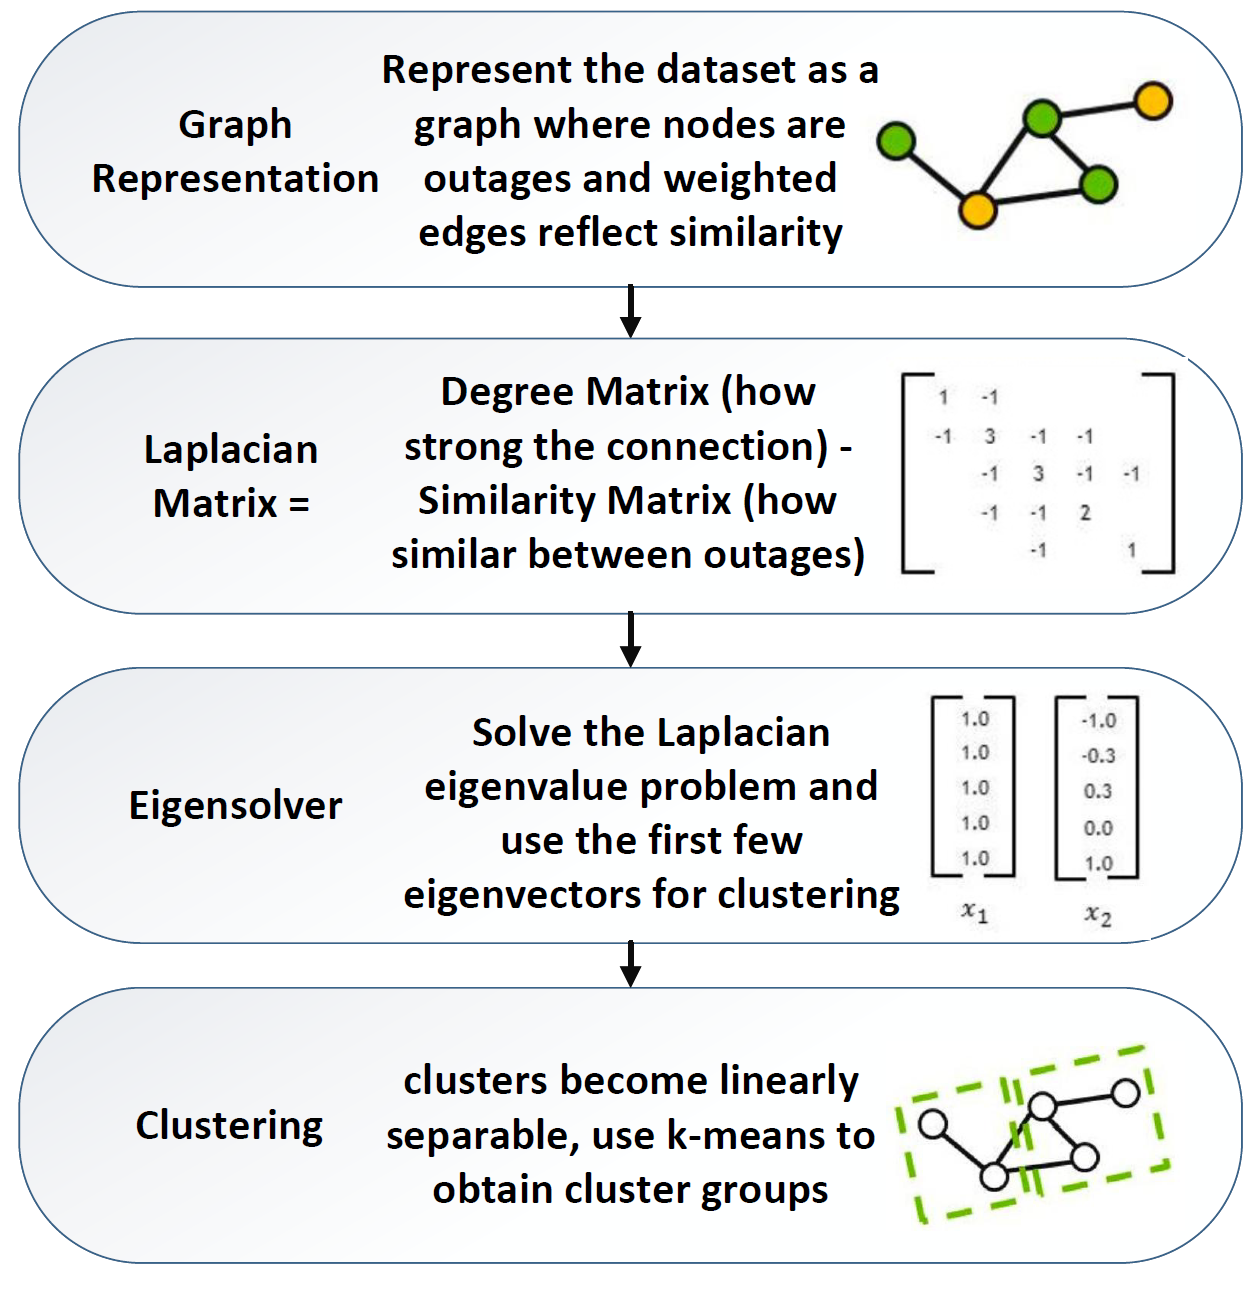 Graph
Representation
Represent the dataset as a
graph where nodes are
outages and weighted
edges reflect similarity
Laplacian
Matrix =
Degree Matrix (how
strong the connection) -
Similarity Matrix (how
similar between outages)
1 -1
-1 3 -1 -1
-1 3 -1 -1
-1 -1 2
-1 1
Eigensolver
Solve the Laplacian
eigenvalue problem and
use the first few
eigenvectors for clustering
1.0 -1.0
1.0 -0.3
1.0 0.3
1.0 0.0
1.0 1.0
x₁ x₂
Clustering
clusters become linearly
separable, use k-means to
obtain cluster groups